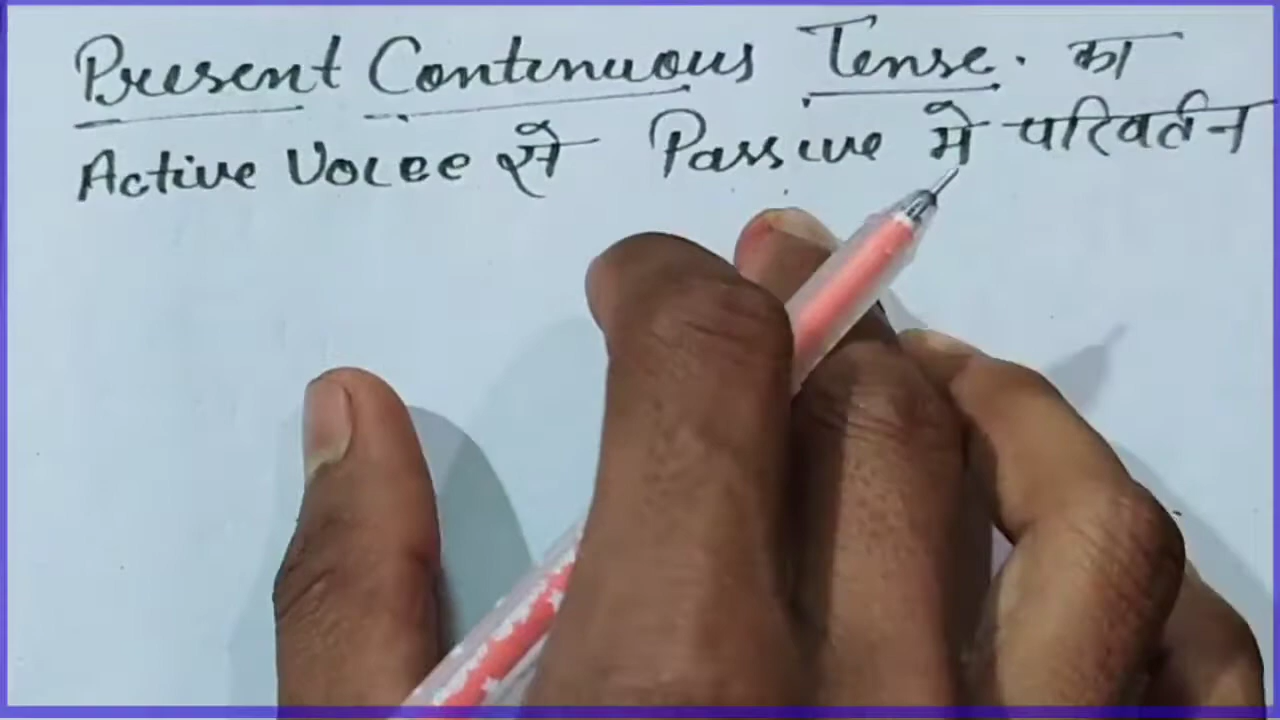 Present Continuous Tense. का
Active Voice से Passive मे परिवर्तन